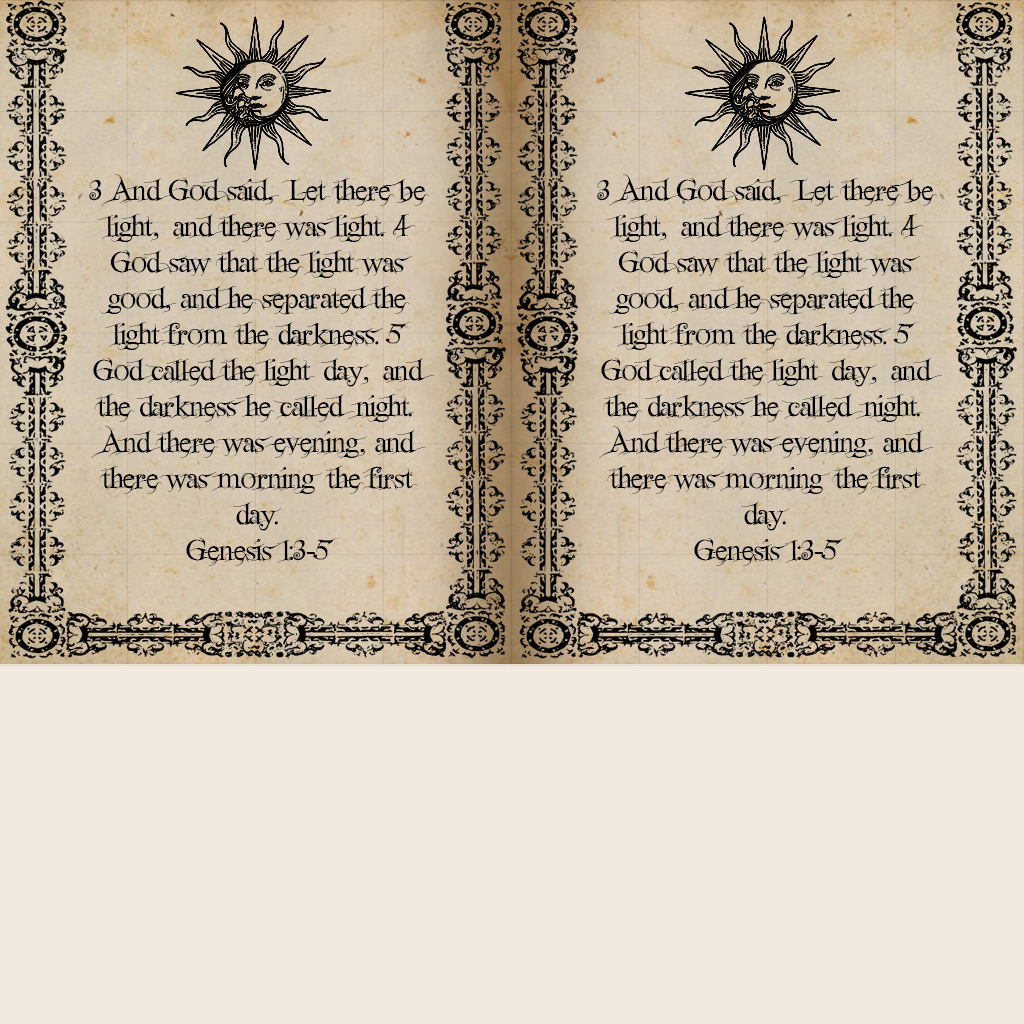 3 And God said, Let there be
light, and there was light. 4
God saw that the light was
good, and he separated the
light from the darkness. 5
God called the light day, and
the darkness he called night.
And there was evening, and
there was morning the first
day.
Genesis 1:3-5
3 And God said, Let there be
light, and there was light. 4
God saw that the light was
good, and he separated the
light from the darkness. 5
God called the light day, and
the darkness he called night.
And there was evening, and
there was morning the first
day.
Genesis 1:3-5